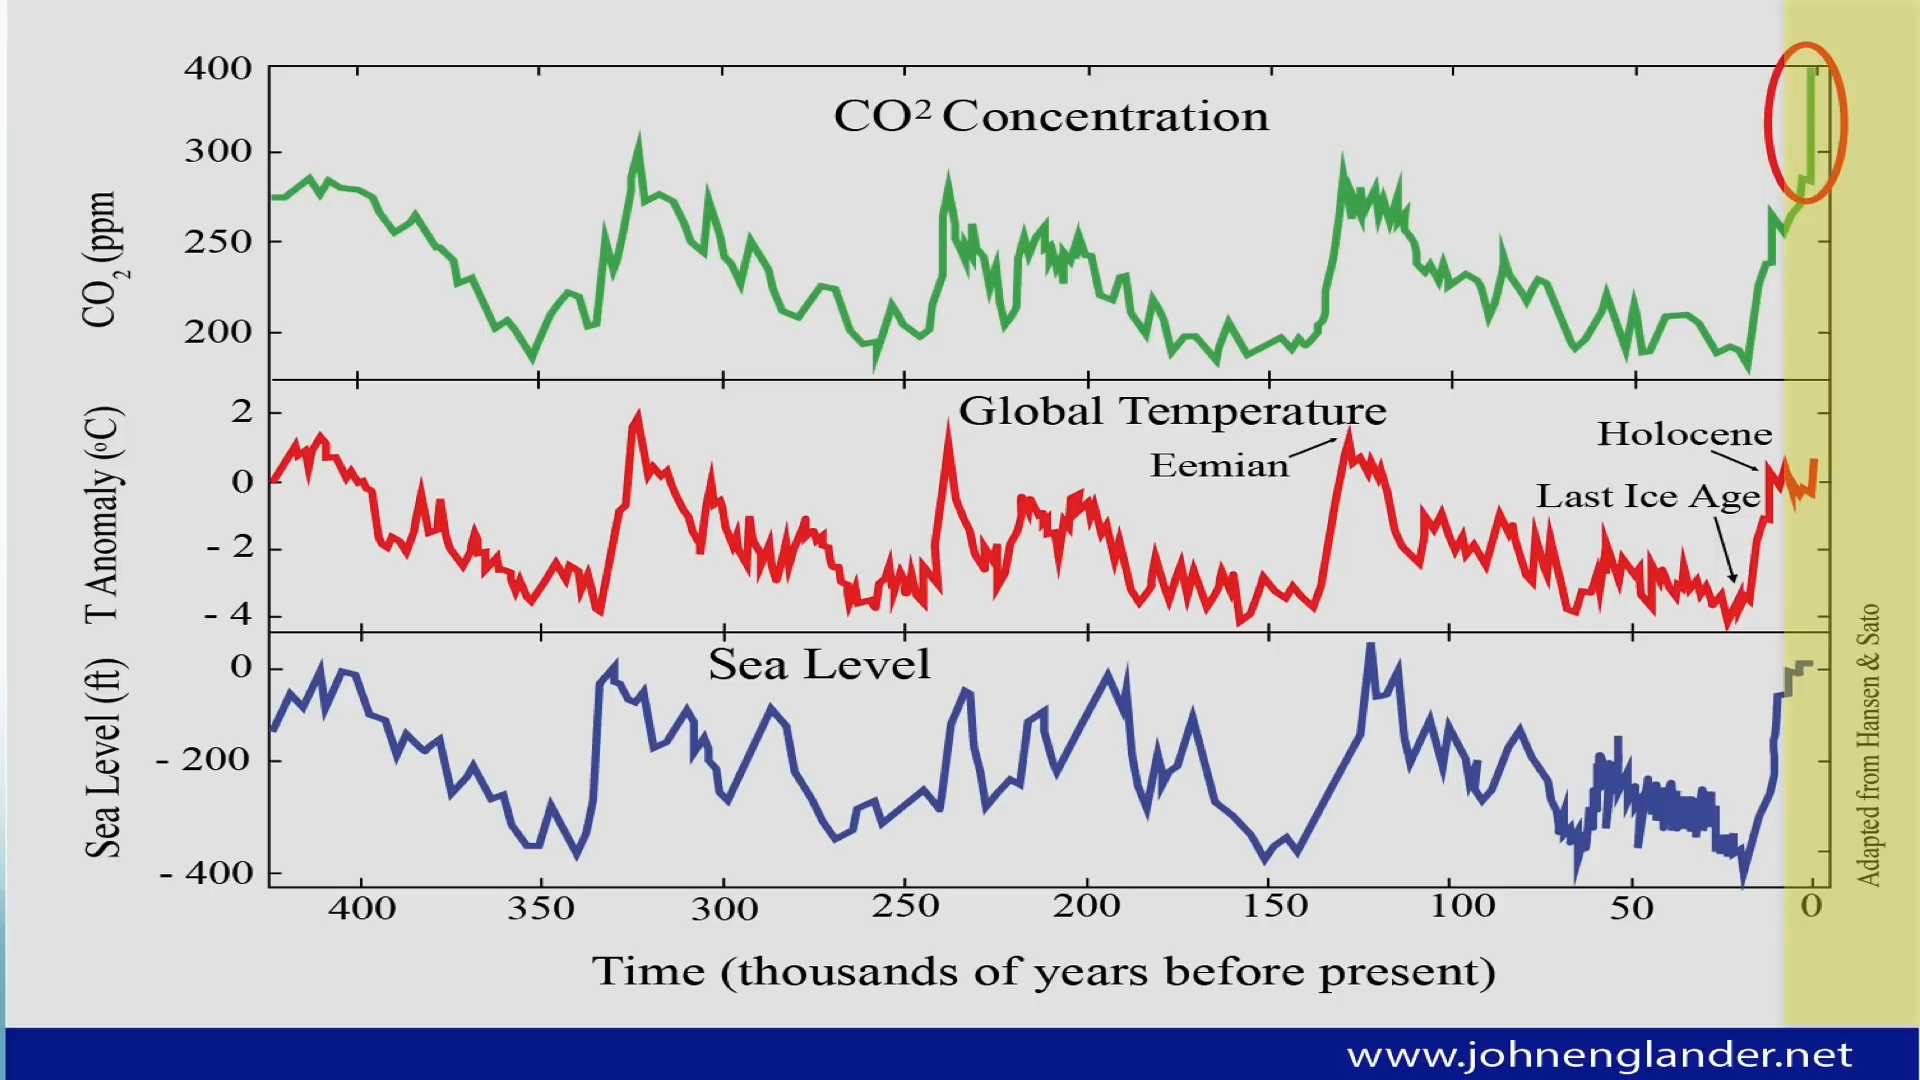 400
300
250
200
CO₂ (ppm
CO² Concentration
2
0
- 2
- 4
T Anomaly (ºC)
Global Temperature
Eemian
Holocene
Last Ice Age
0
- 200
- 400
Sea Level (ft)
Sea Level
400 350 300 250 200 150 100 50 0
Time (thousands of years before present)
Adapted from Hansen & Sato
www.johnenglander.net